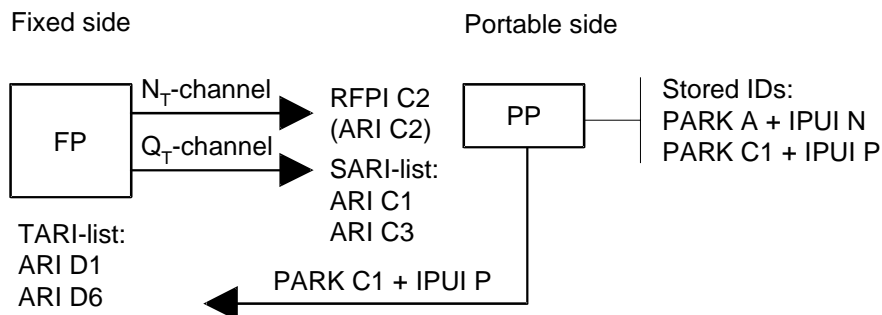 Fixed side
Portable side
N_T-channel
RFPI C2
(ARI C2)
FP
Q_T-channel
SARI-list:
ARI C1
ARI C3
PP
Stored IDs:
PARK A + IPUI N
PARK C1 + IPUI P
TARI-list:
ARI D1
ARI D6
PARK C1 + IPUI P